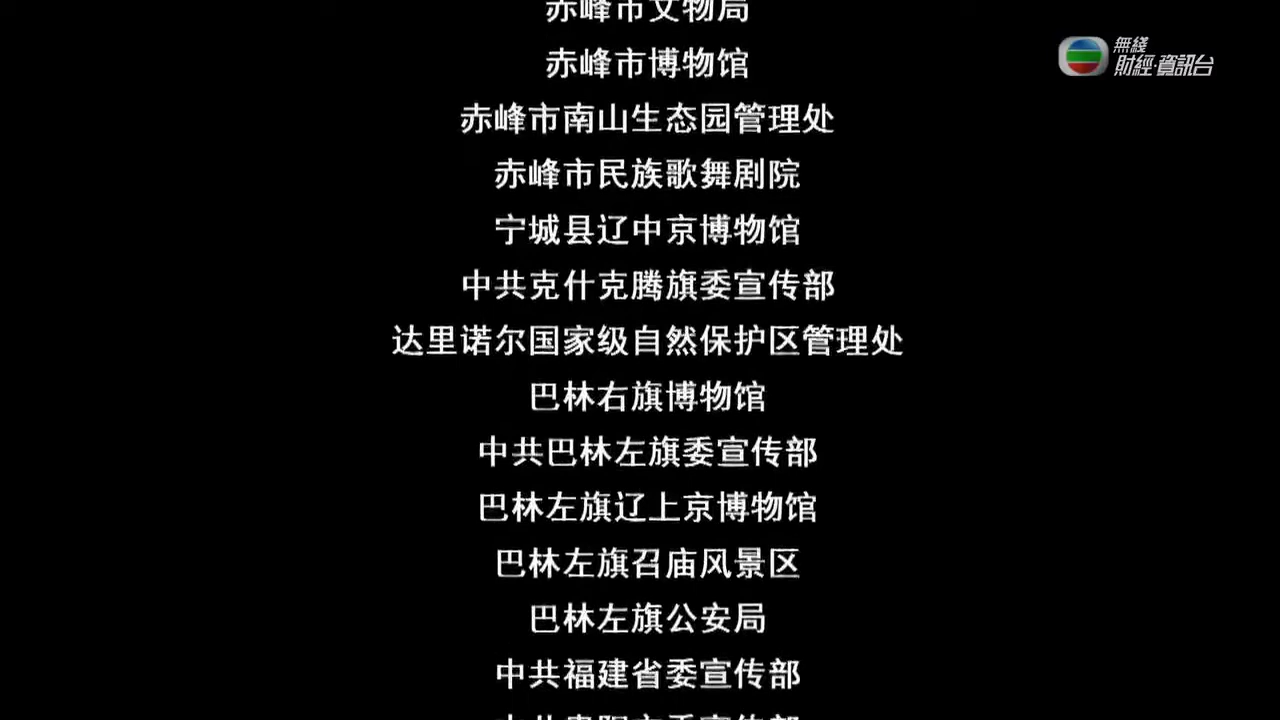 赤峰市文物局
無綫
財經·資訊台
赤峰市博物馆
赤峰市南山生态园管理处
赤峰市民族歌舞剧院
宁城县辽中京博物馆
中共克什克腾旗委宣传部
达里诺尔国家级自然保护区管理处
巴林右旗博物馆
中共巴林左旗委宣传部
巴林左旗辽上京博物馆
巴林左旗召庙风景区
巴林左旗公安局
中共福建省委宣传部